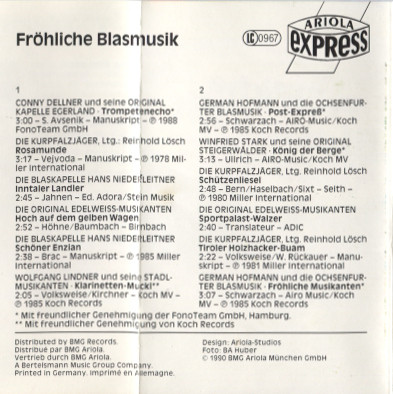 Fröhliche Blasmusik
LC 0967
ARIOLA
EXPRESS
1
CONNY DELLNER und seine ORIGINAL
KAPELLE EGERLAND · Trompetenecho*
3:00 – S. Avsenik – Manuskript – ℗ 1988
FonoTeam GmbH
DIE KURPFALZJÄGER, Ltg.: Reinhold Lösch
Rosamunde
3:17 – Vejvoda – Manuskript – ℗ 1978 Mil-
ler International
DIE BLASKAPELLE HANS NIEDERLEITNER
Inntaler Landler
2:45 – Jahnen – Ed. Adora/Stein Musik
DIE ORIGINAL EDELWEISS-MUSIKANTEN
Hoch auf dem gelben Wagen
2:52 – Höhne/Baumbach – Birnbach
DIE BLASKAPELLE HANS NIEDERLEITNER
Schöner Enzian
2:38 – Brac – Manuskript – ℗ 1985 Miller
International
WOLFGANG LINDNER und seine STADL-
MUSIKANTEN · Klarinetten-Muckl**
2:05 – Volksweise/Kirchner – Koch MV –
℗ 1985 Koch Records
2
GERMAN HOFMANN und die OCHSENFUR-
TER BLASMUSIK · Post-Expreß*
2:56 – Schwarzach – AIRO-Music/Koch
MV – ℗ 1985 Koch Records
WINFRIED STARK und seine ORIGINAL
STEIGERWÄLDER · König der Berge*
3:13 – Ullrich – AIRO-Music/Koch MV
DIE KURPFALZJÄGER, Ltg. Reinhold Lösch
Schützenliesel
2:48 – Bern/Haselbach/Sixt – Seith –
℗ 1980 Miller International
DIE ORIGINAL EDELWEISS-MUSIKANTEN
Sportpalast-Walzer
2:40 – Translateur – ADIC
DIE KURPFALZJÄGER, Ltg. Reinhold Lösch
Tiroler Holzhacker-Buam
2:22 – Volksweise/W. Rückauer – Manu-
skript – ℗ 1981 Miller International
GERMAN HOFMANN und die OCHSENFUR-
TER BLASMUSIK · Fröhliche Musikanten*
3:07 – Schwarzach – Airo Music/Koch
MV – ℗ 1985 Koch Records
* Mit freundlicher Genehmigung der FonoTeam GmbH, Hamburg.
** Mit freundlicher Genehmigung von Koch Records
Distributed by BMG Records.
Distribué par BMG Ariola.
Vertrieb durch BMG Ariola.
A Bertelsmann Music Group Company.
Printed in Germany. Imprimé en Allemagne.
Design: Ariola-Studios
Foto: BA Huber
© 1990 BMG Ariola München GmbH